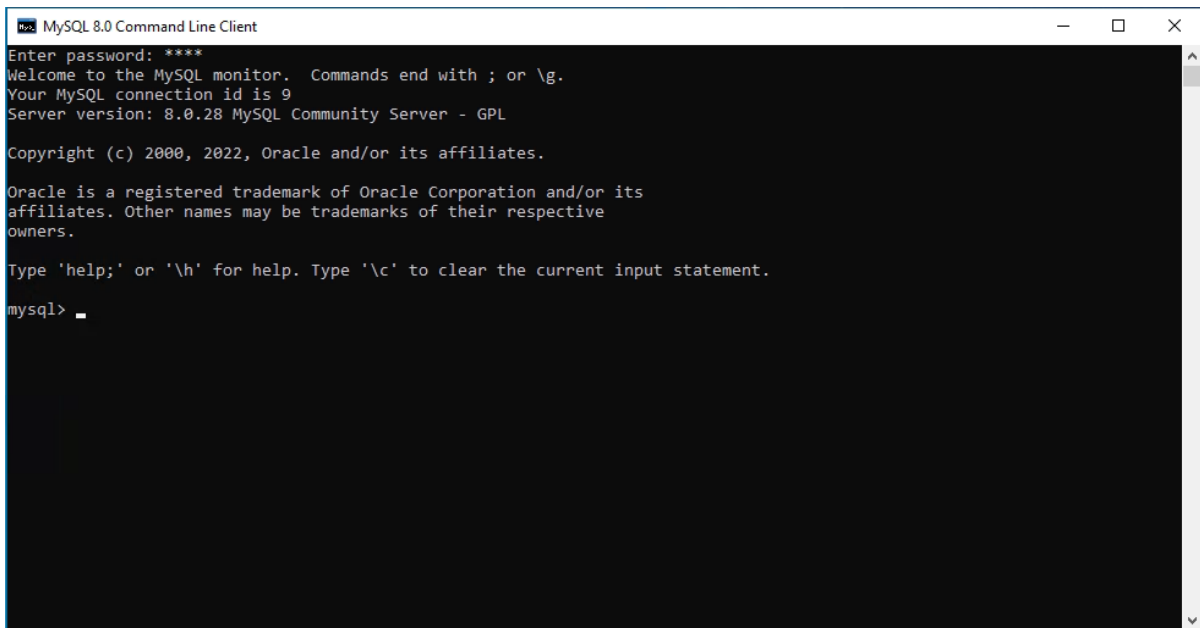 MySQL 8.0 Command Line Client
Enter password: ****
Welcome to the MySQL monitor.  Commands end with ; or \g.
Your MySQL connection id is 9
Server version: 8.0.28 MySQL Community Server - GPL
Copyright (c) 2000, 2022, Oracle and/or its affiliates.
Oracle is a registered trademark of Oracle Corporation and/or its
affiliates. Other names may be trademarks of their respective
owners.
Type 'help;' or '\h' for help. Type '\c' to clear the current input statement.
mysql> _